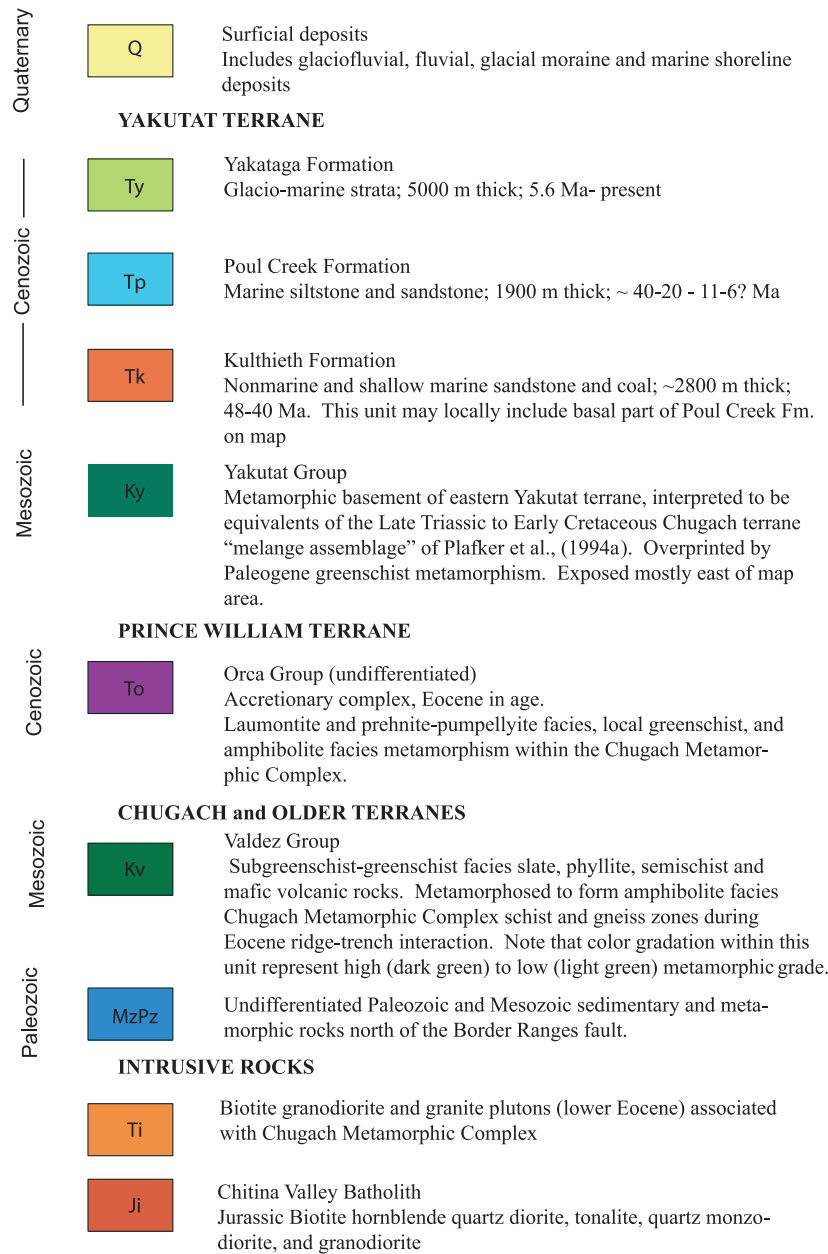 Quaternary
Q
Surficial deposits
Includes glaciofluvial, fluvial, glacial moraine and marine shoreline
deposits
YAKUTAT TERRANE
Cenozoic
Ty
Yakataga Formation
Glacio-marine strata; 5000 m thick; 5.6 Ma- present
Tp
Poul Creek Formation
Marine siltstone and sandstone; 1900 m thick; ~ 40-20 - 11-6? Ma
Tk
Kulthieth Formation
Nonmarine and shallow marine sandstone and coal; ~2800 m thick;
48-40 Ma.  This unit may locally include basal part of Poul Creek Fm.
on map
Mesozoic
Ky
Yakutat Group
Metamorphic basement of eastern Yakutat terrane, interpreted to be
equivalents of the Late Triassic to Early Cretaceous Chugach terrane
“melange assemblage” of Plafker et al., (1994a).  Overprinted by
Paleogene greenschist metamorphism.  Exposed mostly east of map
area.
PRINCE WILLIAM TERRANE
Cenozoic
To
Orca Group (undifferentiated)
Accretionary complex, Eocene in age.
Laumontite and prehnite-pumpellyite facies, local greenschist, and
amphibolite facies metamorphism within the Chugach Metamor-
phic Complex.
CHUGACH and OLDER TERRANES
Mesozoic
Kv
Valdez Group
Subgreenschist-greenschist facies slate, phyllite, semischist and
mafic volcanic rocks.  Metamorphosed to form amphibolite facies
Chugach Metamorphic Complex schist and gneiss zones during
Eocene ridge-trench interaction.  Note that color gradation within this
unit represent high (dark green) to low (light green) metamorphic grade.
Paleozoic
MzPz
Undifferentiated Paleozoic and Mesozoic sedimentary and meta-
morphic rocks north of the Border Ranges fault.
INTRUSIVE ROCKS
Ti
Biotite granodiorite and granite plutons (lower Eocene) associated
with Chugach Metamorphic Complex
Ji
Chitina Valley Batholith
Jurassic Biotite hornblende quartz diorite, tonalite, quartz monzo-
diorite, and granodiorite